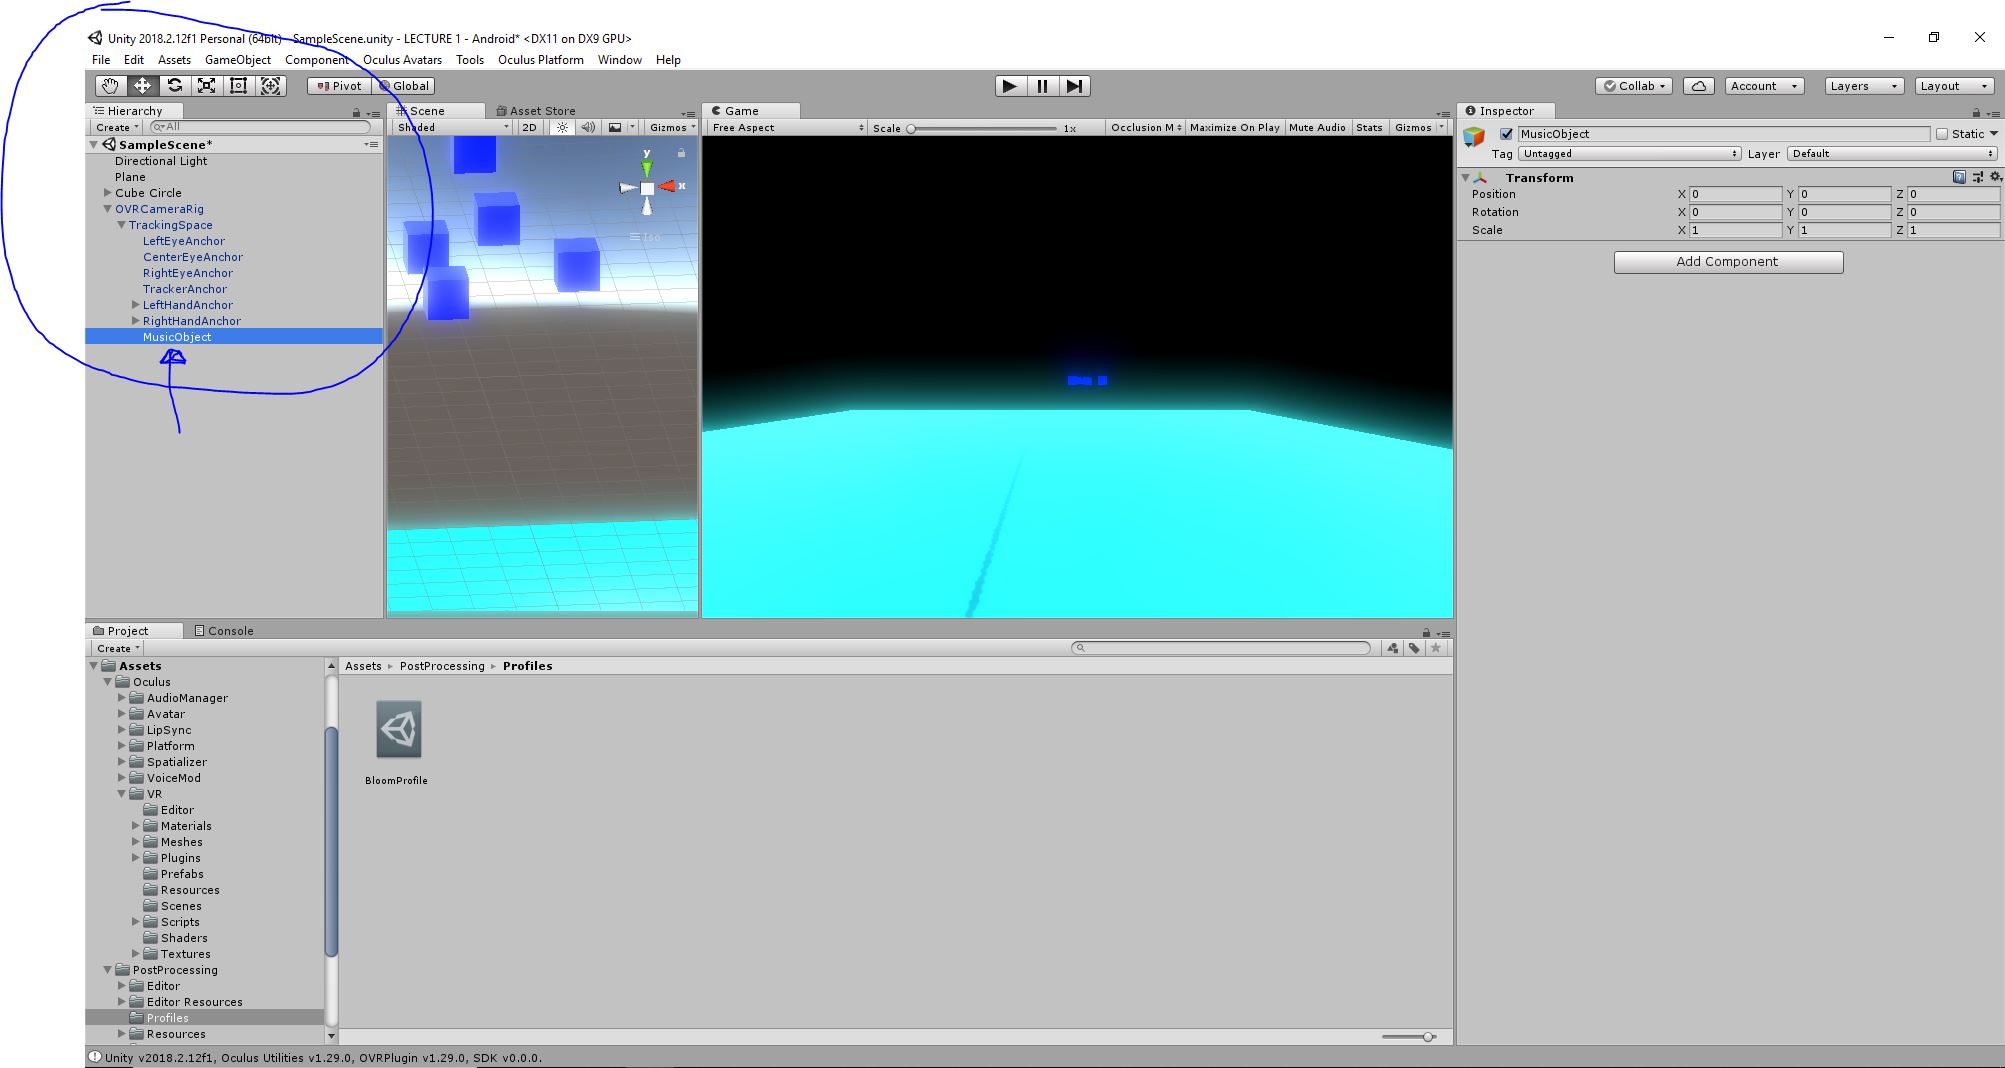 Unity 2018.2.12f1 Personal (64bit) - SampleScene.unity - LECTURE 1 - Android* <DX11 on DX9 GPU>
File Edit Assets GameObject Component Oculus Avatars Tools Oculus Platform Window Help
Pivot Global Collab Account Layers Layout
Hierarchy
Create All
SampleScene*
Directional Light
Plane
Cube Circle
OVRCameraRig
TrackingSpace
LeftEyeAnchor
CenterEyeAnchor
RightEyeAnchor
TrackerAnchor
LeftHandAnchor
RightHandAnchor
MusicObject
Scene Asset Store
Shaded 2D Gizmos
y
x
Iso
Game
Free Aspect Scale 1x Occlusion M Maximize On Play Mute Audio Stats Gizmos
Inspector
MusicObject Static
Tag Untagged Layer Default
Transform
Position X 0 Y 0 Z 0
Rotation X 0 Y 0 Z 0
Scale X 1 Y 1 Z 1
Add Component
Project Console
Create
Assets
Oculus
AudioManager
Avatar
LipSync
Platform
Spatializer
VoiceMod
VR
Editor
Materials
Meshes
Plugins
Prefabs
Resources
Scenes
Scripts
Shaders
Textures
PostProcessing
Editor
Editor Resources
Profiles
Resources
Assets PostProcessing Profiles
BloomProfile
Unity v2018.2.12f1, Oculus Utilities v1.29.0, OVRPlugin v1.29.0, SDK v0.0.0.